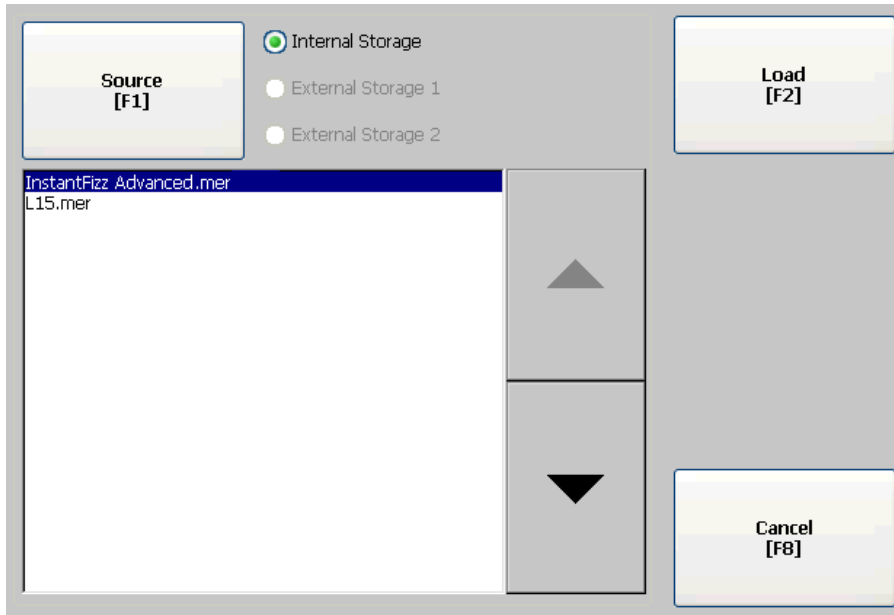 Source
[F1]
Internal Storage
External Storage 1
External Storage 2
Load
[F2]
InstantFizz Advanced.mer
L15.mer
Cancel
[F8]